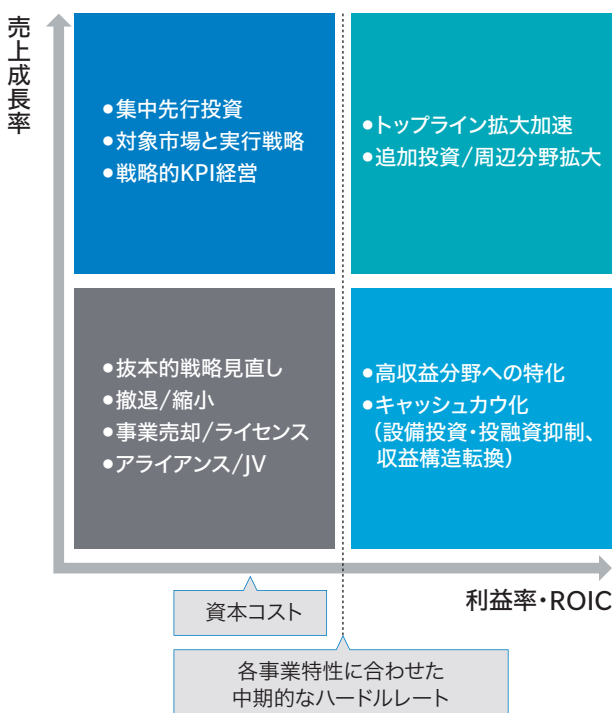 売上成長率
●集中先行投資
●対象市場と実行戦略
●戦略的KPI経営
●トップライン拡大加速
●追加投資/周辺分野拡大
●抜本的戦略見直し
●撤退/縮小
●事業売却/ライセンス
●アライアンス/JV
●高収益分野への特化
●キャッシュカウ化
（設備投資・投融資抑制、
収益構造転換）
利益率・ROIC
資本コスト
各事業特性に合わせた
中期的なハードルレート